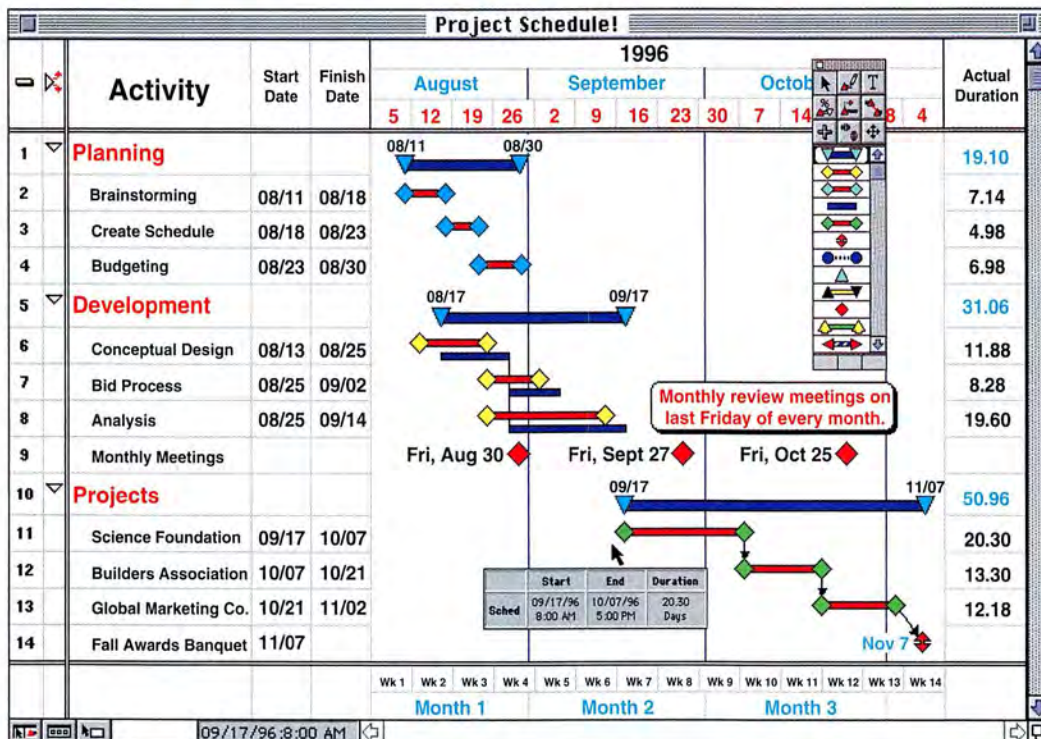 Project Schedule!
1996
Activity
Start Date
Finish Date
August
September
Octob
Actual Duration
5 12 19 26 2 9 16 23 30 7 14 8 4
08/11 08/30
1 Planning 19.10
2 Brainstorming 08/11 08/18 7.14
3 Create Schedule 08/18 08/23 4.98
4 Budgeting 08/23 08/30 6.98
08/17 09/17
5 Development 31.06
6 Conceptual Design 08/13 08/25 11.88
7 Bid Process 08/25 09/02 8.28
Monthly review meetings on
last Friday of every month.
8 Analysis 08/25 09/14 19.60
9 Monthly Meetings Fri, Aug 30 Fri, Sept 27 Fri, Oct 25
09/17 11/07
10 Projects 50.96
11 Science Foundation 09/17 10/07 20.30
12 Builders Association 10/07 10/21 13.30
Start End Duration
Sched 09/17/96 10/07/96 20.30
8:00 AM 5:00 PM Days
13 Global Marketing Co. 10/21 11/02 12.18
14 Fall Awards Banquet 11/07 Nov 7
Wk 1 Wk 2 Wk 3 Wk 4 Wk 5 Wk 6 Wk 7 Wk 8 Wk 9 Wk 10 Wk 11 Wk 12 Wk 13 Wk 14
Month 1 Month 2 Month 3
09/17/96:8:00 AM
T